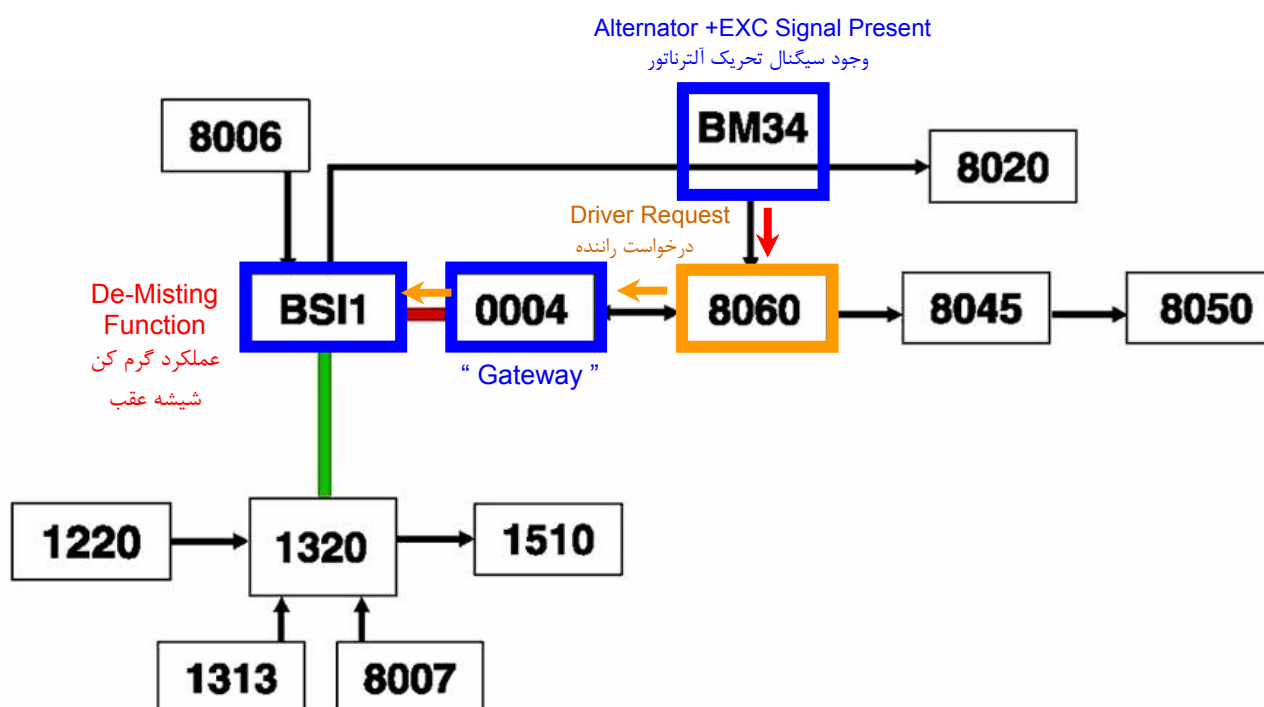 Alternator +EXC Signal Present
وجود سیگنال تحریک آلترناتور
8006
BM34
8020
Driver Request
درخواست راننده
De-Misting
Function
عملکرد گرم کن
شیشه عقب
BSI1
0004
8060
8045
8050
“ Gateway ”
1220
1320
1510
1313
8007